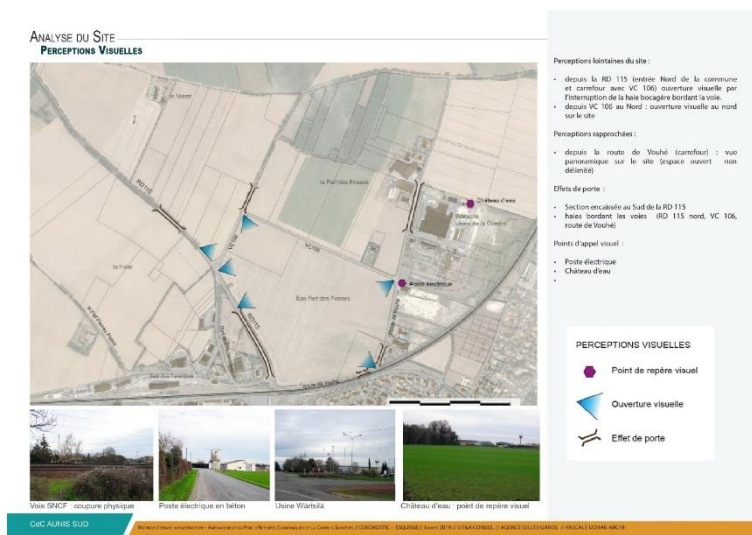 ANALYSE DU SITE
PERCEPTIONS VISUELLES
Perceptions lointaines du site :
• depuis la RD 115 (entrée Nord de la commune
et carrefour avec VC 106) ouverture visuelle par
l'interruption de la haie bocagère bordant la voie.
• depuis VC 106 au Nord : ouverture visuelle au nord
sur le site
Perceptions rapprochées :
• depuis la route de Vouhé (carrefour) : vue
panoramique sur le site (espace ouvert non
délimité)
Effets de porte :
• Section encaissée au Sud de la RD 115
• haies bordant les voies (RD 115 nord, VC 106,
route de Vouhé)
Points d'appel visuel :
• Poste électrique
• Château d'eau
•
le Marais
RD115
le Fief des Fosses
Château d'eau
Wärtsilä
VC106
VC106
la Folie
Poste électrique
Bas Fief des Fosses
RD115
PERCEPTIONS VISUELLES
Point de repère visuel
Ouverture visuelle
Effet de porte
Voie SNCF : coupure physique
Poste électrique en béton
Usine Wartsilä
Château d'eau : point de repère visuel
CdC AUNIS SUD